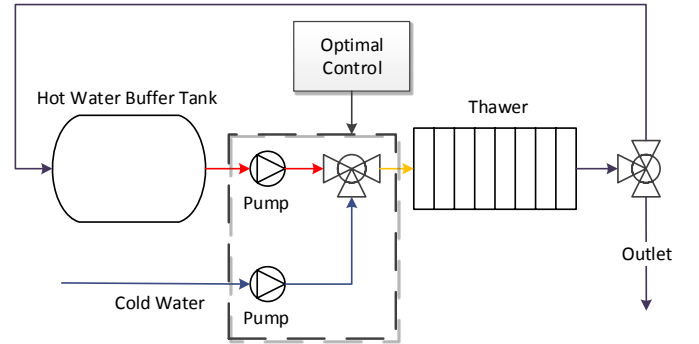 Optimal
Control
Hot Water Buffer Tank
Thawer
Pump
Outlet
Cold Water
Pump